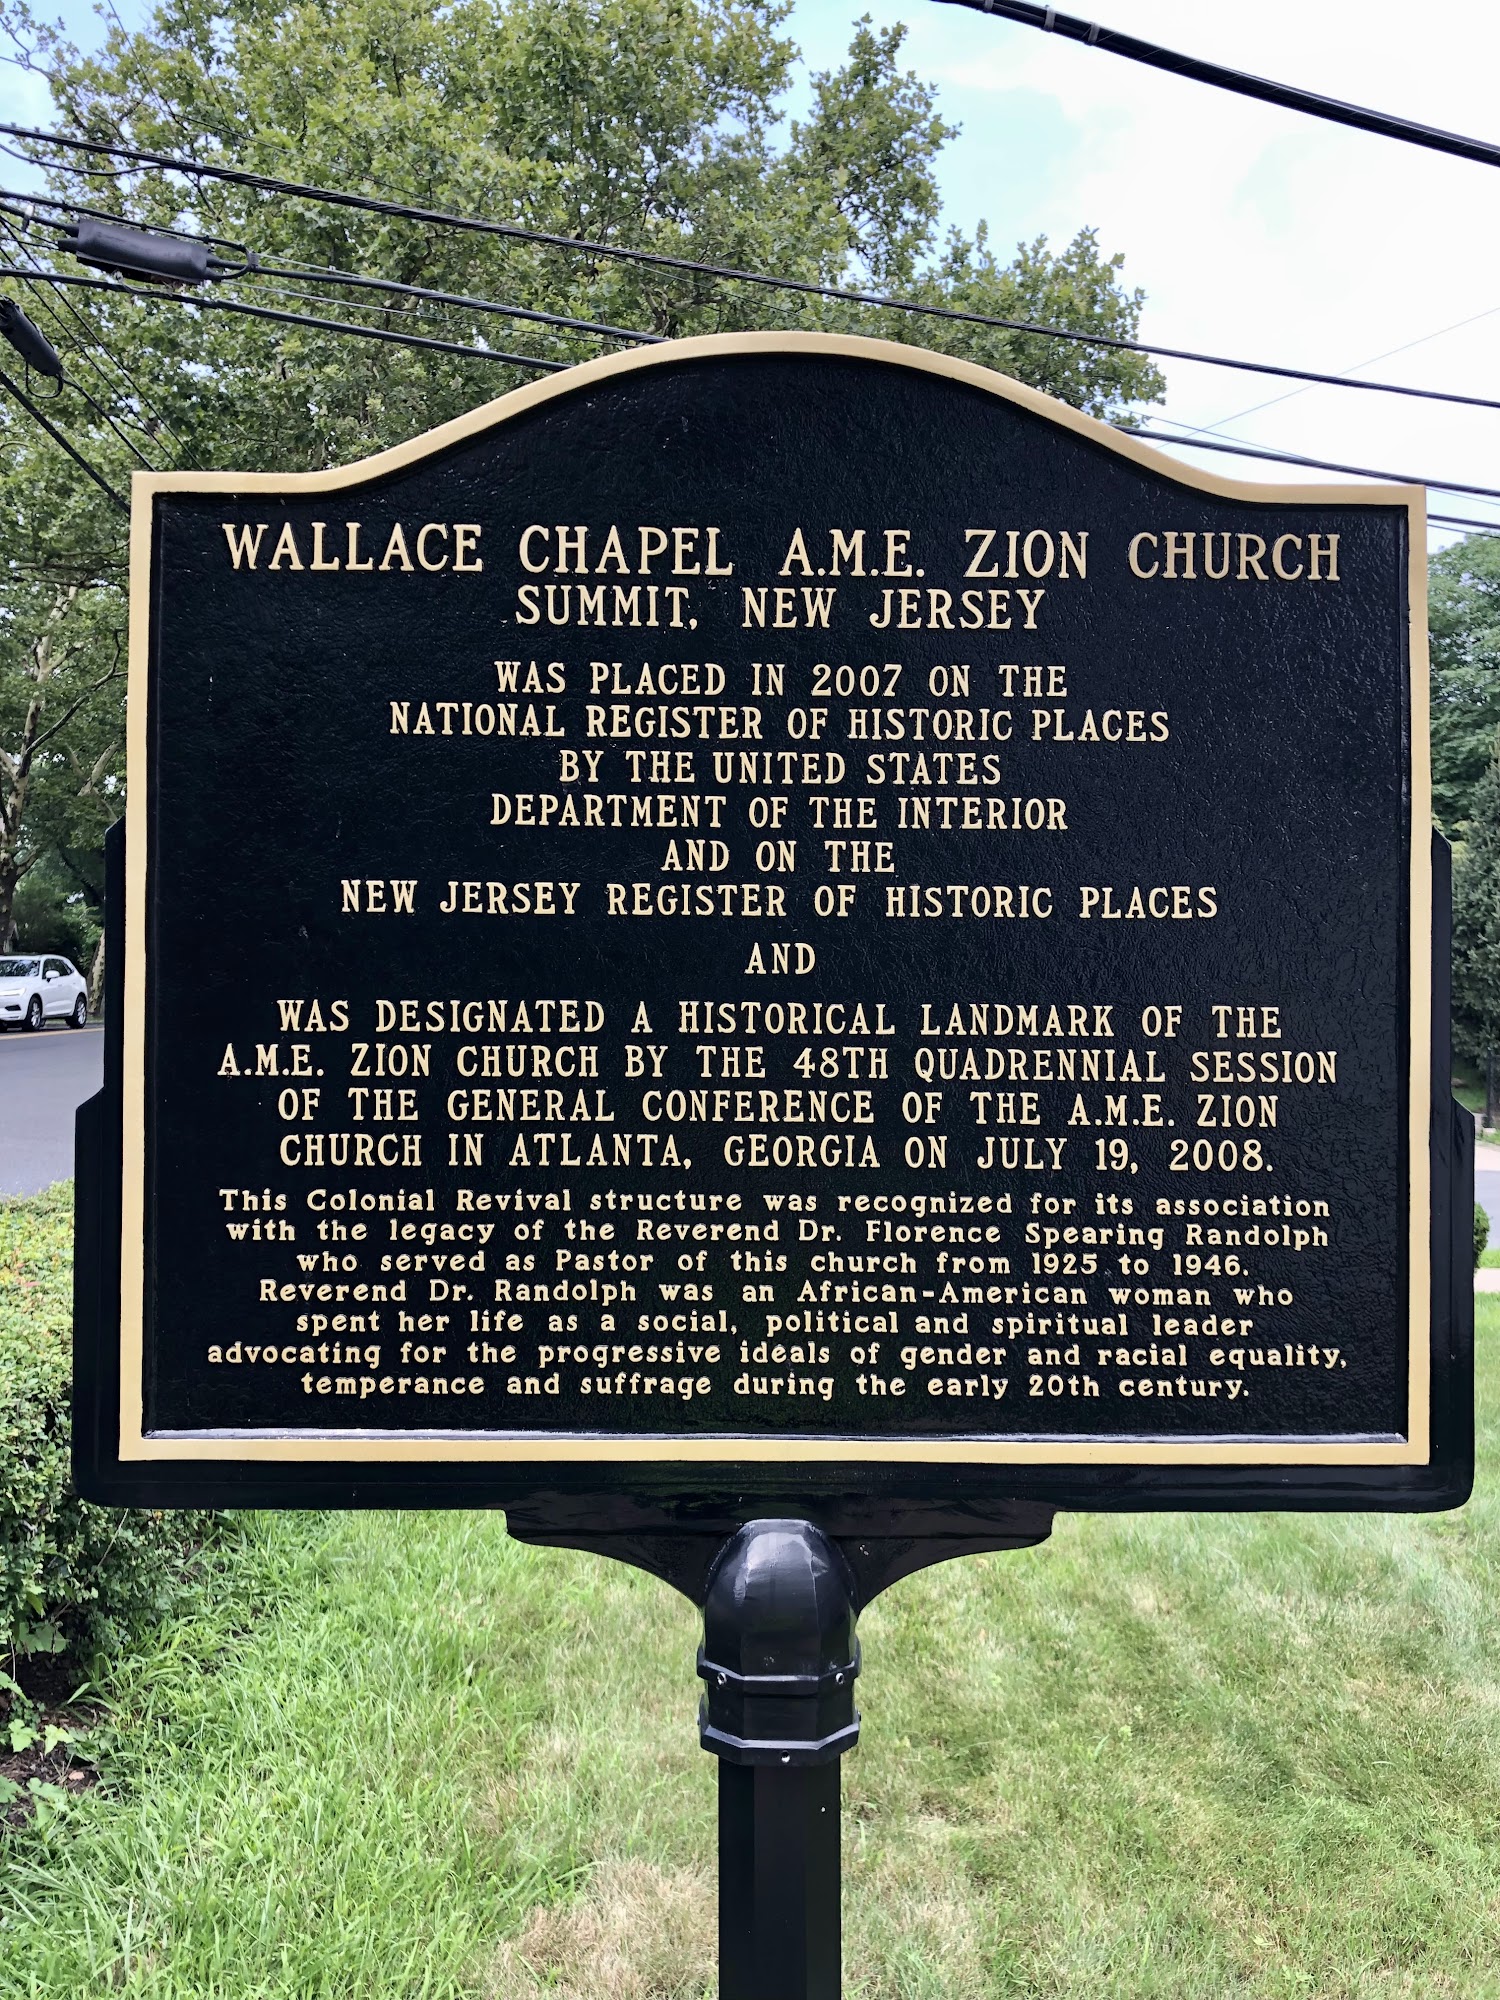 WALLACE CHAPEL A.M.E. ZION CHURCH
SUMMIT, NEW JERSEY
WAS PLACED IN 2007 ON THE
NATIONAL REGISTER OF HISTORIC PLACES
BY THE UNITED STATES
DEPARTMENT OF THE INTERIOR
AND ON THE
NEW JERSEY REGISTER OF HISTORIC PLACES
AND
WAS DESIGNATED A HISTORICAL LANDMARK OF THE
A.M.E. ZION CHURCH BY THE 48TH QUADRENNIAL SESSION
OF THE GENERAL CONFERENCE OF THE A.M.E. ZION
CHURCH IN ATLANTA, GEORGIA ON JULY 19, 2008.
This Colonial Revival structure was recognized for its association
with the legacy of the Reverend Dr. Florence Spearing Randolph
who served as Pastor of this church from 1925 to 1946.
Reverend Dr. Randolph was an African-American woman who
spent her life as a social, political and spiritual leader
advocating for the progressive ideals of gender and racial equality,
temperance and suffrage during the early 20th century.